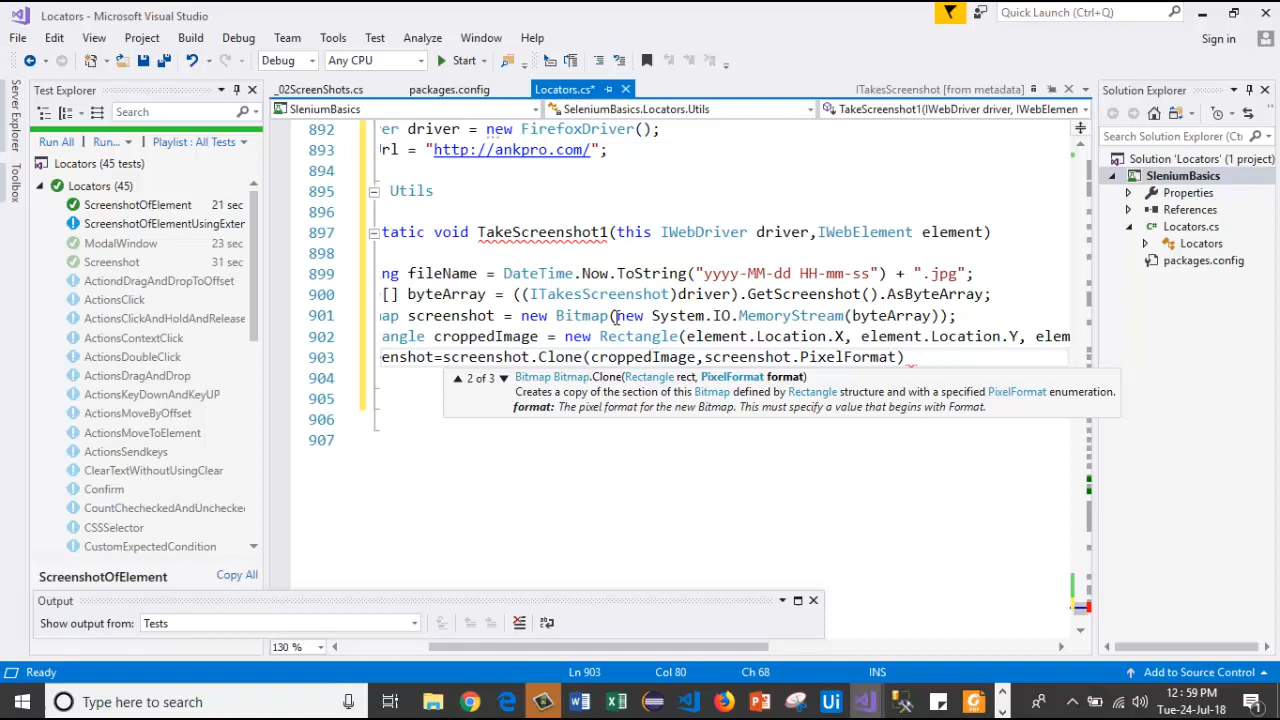 Locators - Microsoft Visual Studio
Quick Launch (Ctrl+Q)
File Edit View Project Build Debug Team Tools Test Analyze Window Help
Sign in
Debug Any CPU Start
Server Explorer
Toolbox
Test Explorer
Search
Run All Run... Playlist : All Tests
Locators (45 tests)
Locators (45)
ScreenshotOfElement 21 sec
ScreenshotOfElementUsingExter
ModalWindow 23 sec
Screenshot 31 sec
ActiondDragAndDropToOffset
ActionsClick
ActionsClickAndHoldAndRelease
ActionsContextClick
ActionsDoubleClick
ActionsDragAndDrop
ActionsKeyDownAndKeyUP
ActionsMoveByOffset
ActionsMoveToElement
ActionsSendkeys
ClearTextWithoutUsingClear
Confirm
CountChecheckedAndUnchecke
CSSSelector
CustomExpectedCondition
ScreenshotOfElement Copy All
_02ScreenShots.cs packages.config Locators.cs* ITakesScreenshot [from metadata]
SleniumBasics SeleniumBasics.Locators.Utils TakeScreenshot1(IWebDriver driver, IWebElemen
892 er driver = new FirefoxDriver();
893 rl = "http://ankpro.com/";
894
895 Utils
896
897 tatic void TakeScreenshot1(this IWebDriver driver,IWebElement element)
898
899 ng fileName = DateTime.Now.ToString("yyyy-MM-dd HH-mm-ss") + ".jpg";
900 [] byteArray = ((ITakesScreenshot)driver).GetScreenshot().AsByteArray;
901 ap screenshot = new Bitmap(new System.IO.MemoryStream(byteArray));
902 angle croppedImage = new Rectangle(element.Location.X, element.Location.Y, elem
903 enshot=screenshot.Clone(croppedImage,screenshot.PixelFormat)
904
905
906
907
▲ 2 of 3 ▼ Bitmap Bitmap.Clone(Rectangle rect, PixelFormat format)
Creates a copy of the section of this Bitmap defined by Rectangle structure and with a specified PixelFormat enumeration.
format: The pixel format for the new Bitmap. This must specify a value that begins with Format.
Output
Show output from: Tests
130 %
Solution Explorer
Search Solution Explorer (Ctrl
Solution 'Locators' (1 project)
SleniumBasics
Properties
References
Locators.cs
Locators
packages.config
Ready Ln 903 Col 80 Ch 68 INS Add to Source Control
Type here to search
12:59 PM
Tue-24-Jul-18